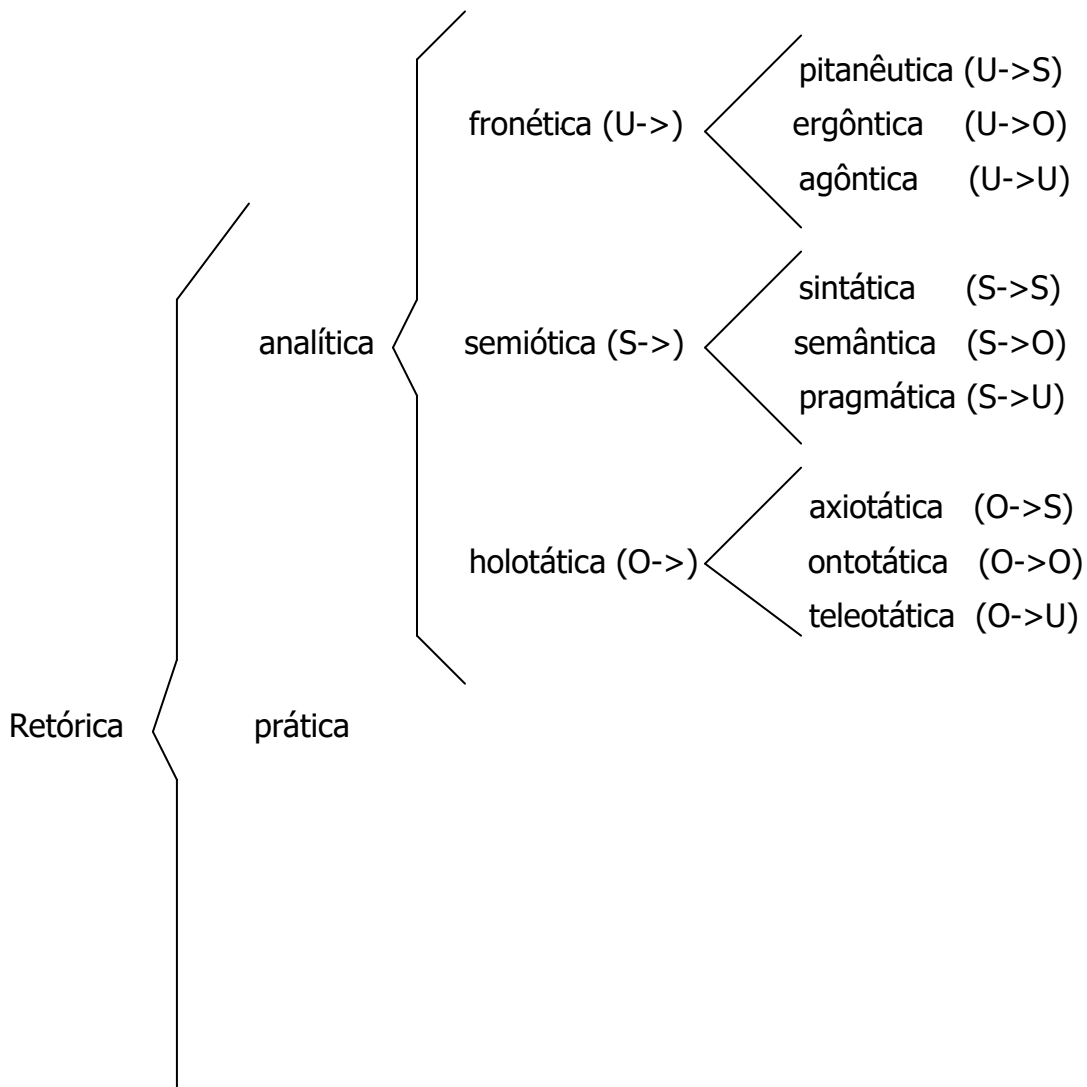 pitanêutica (U->S)
fronética (U->) ergôntica (U->O)
agôntica (U->U)
sintática (S->S)
analítica semiótica (S->) semântica (S->O)
pragmática (S->U)
axiotática (O->S)
holotática (O->) ontotática (O->O)
teleotática (O->U)
Retórica prática